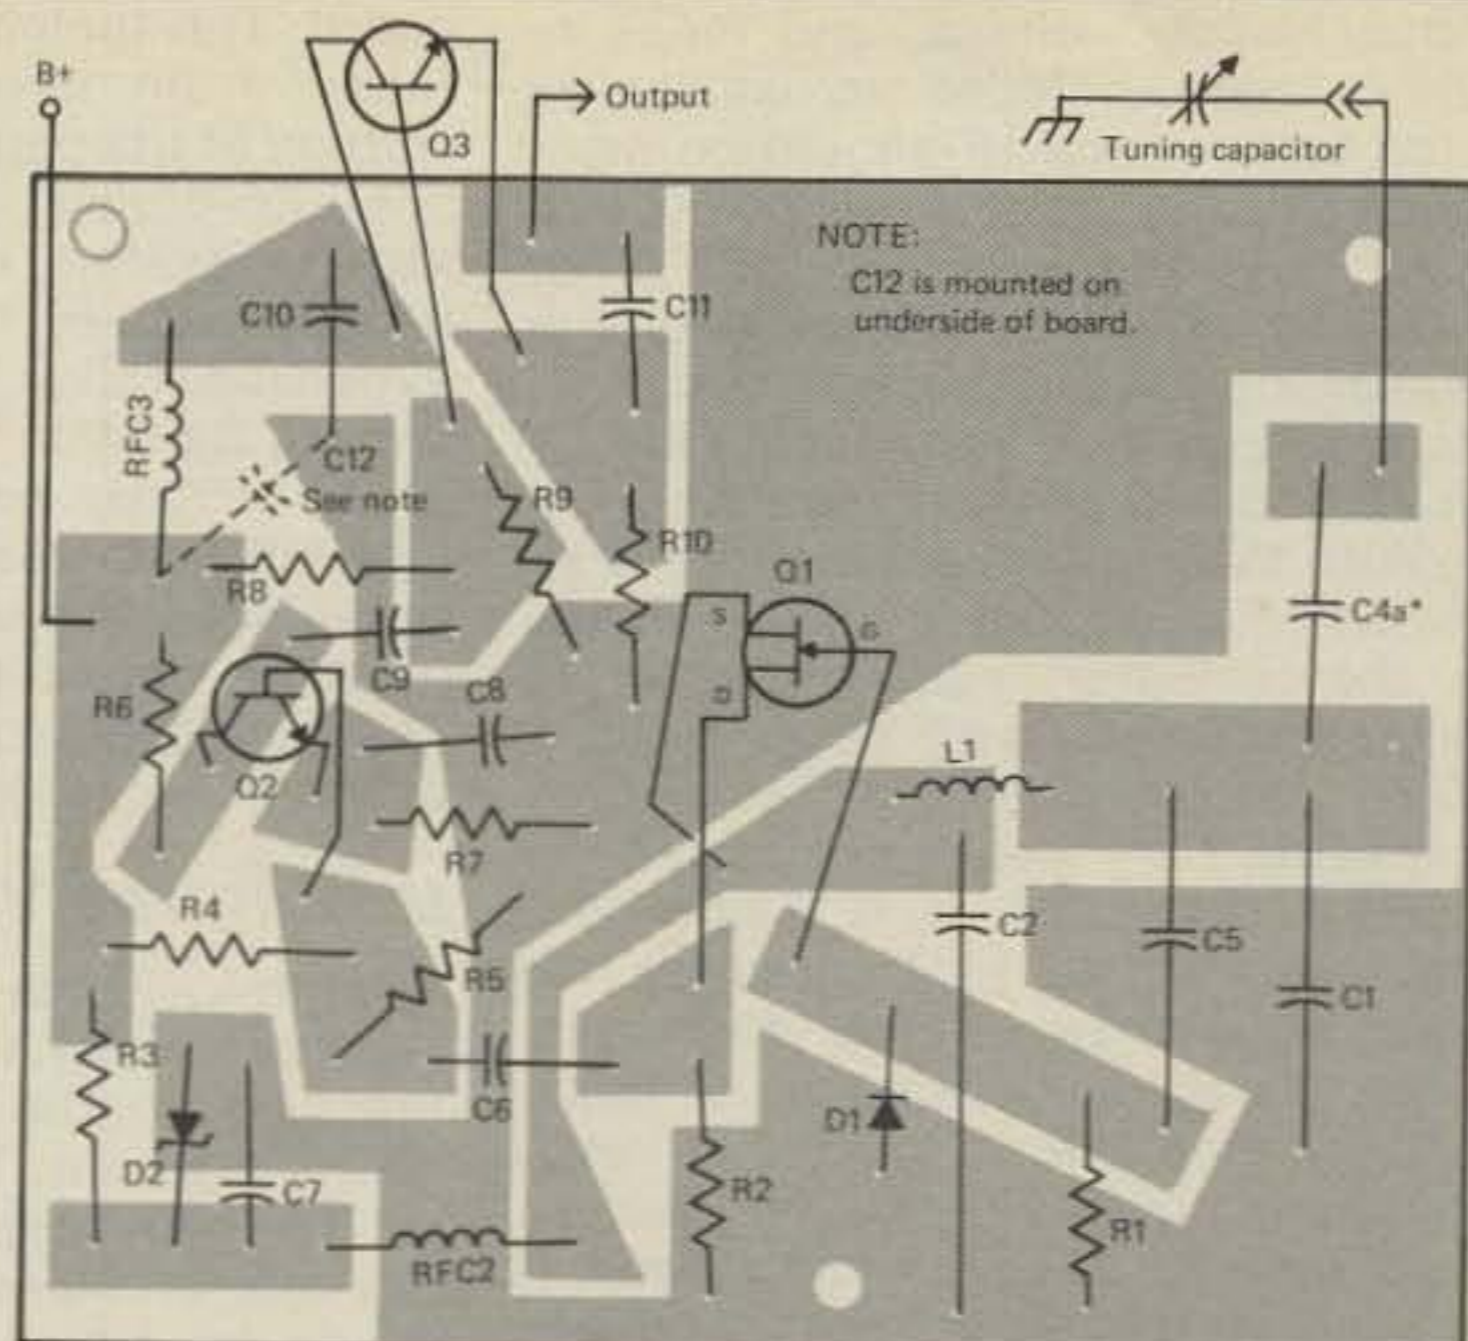 B+
Q3
Output
Tuning capacitor
NOTE:
C12 is mounted on
underside of board.
C10
C11
RFC3
C12
See note
R9
R10
R8
Q1
S
G
D
C4a*
C9
C8
R6
Q2
L1
R7
R4
C2
C5
R5
C1
R3
C6
D1
D2
C7
R2
R1
RFC2